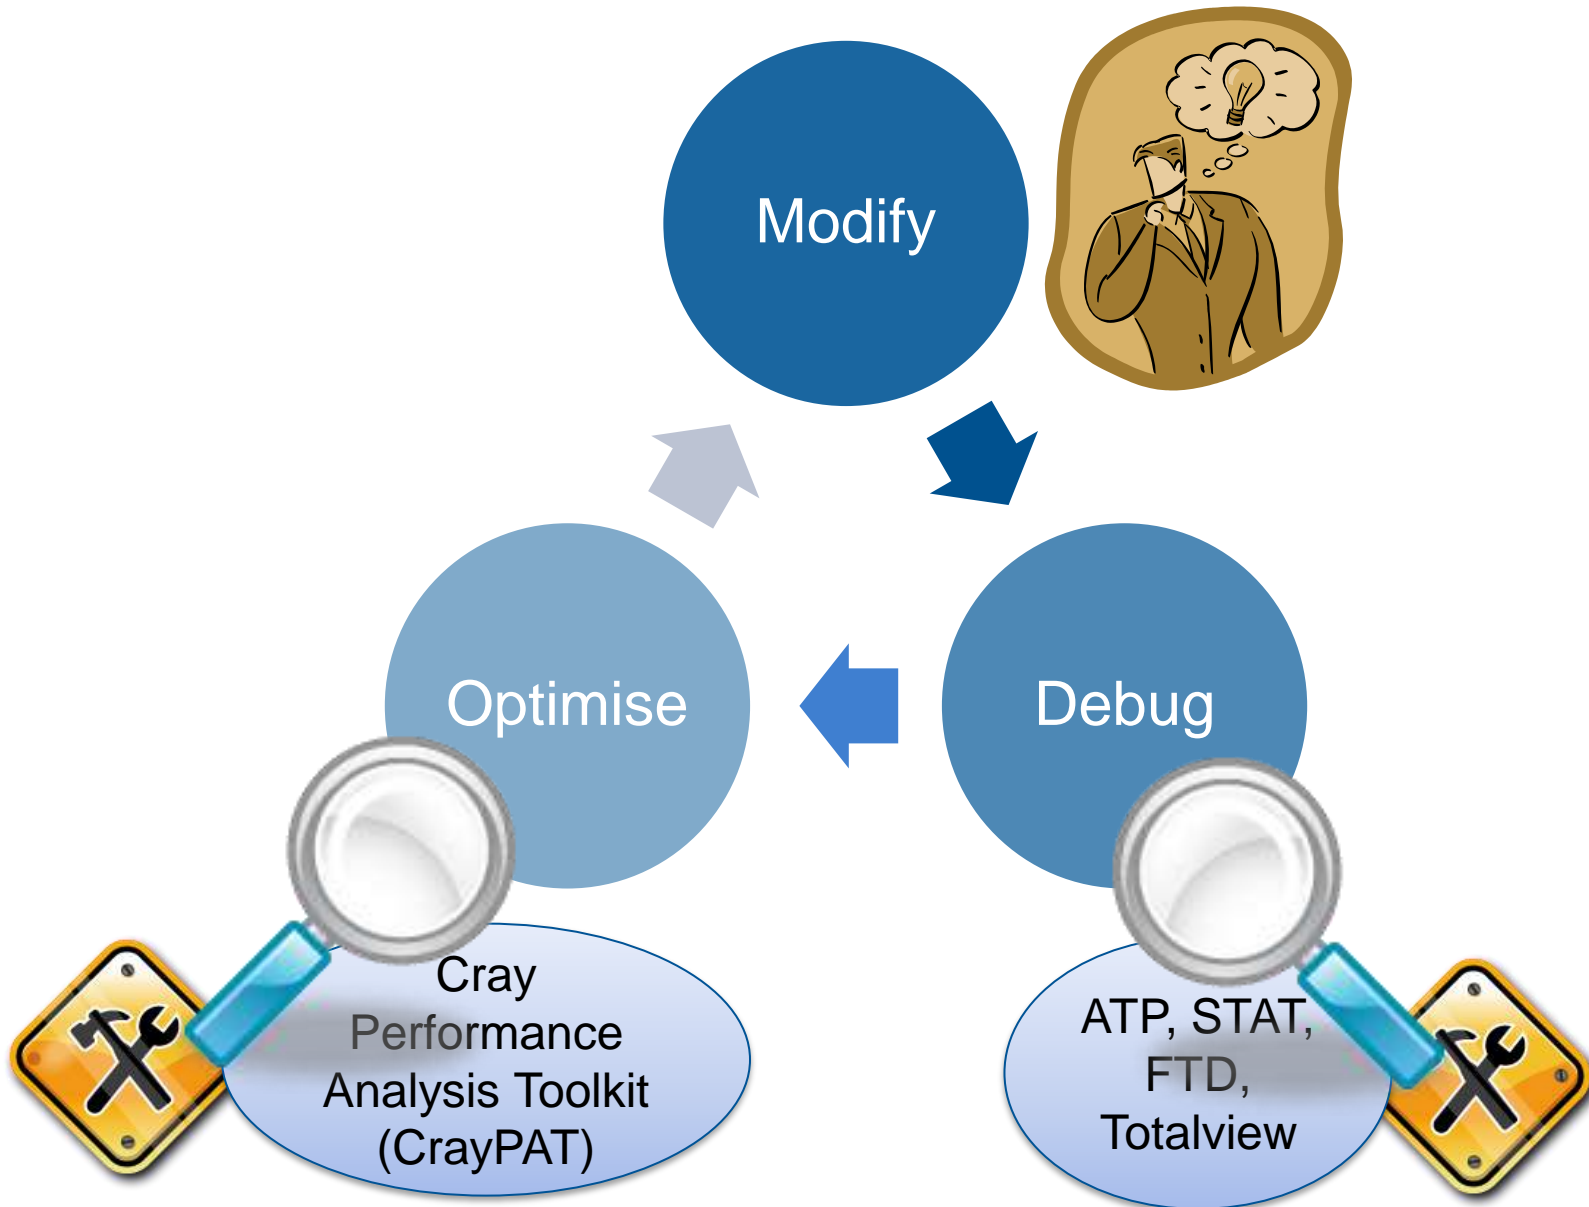 Modify
Optimise
Debug
Cray
Performance
Analysis Toolkit
(CrayPAT)
ATP, STAT,
FTD,
Totalview